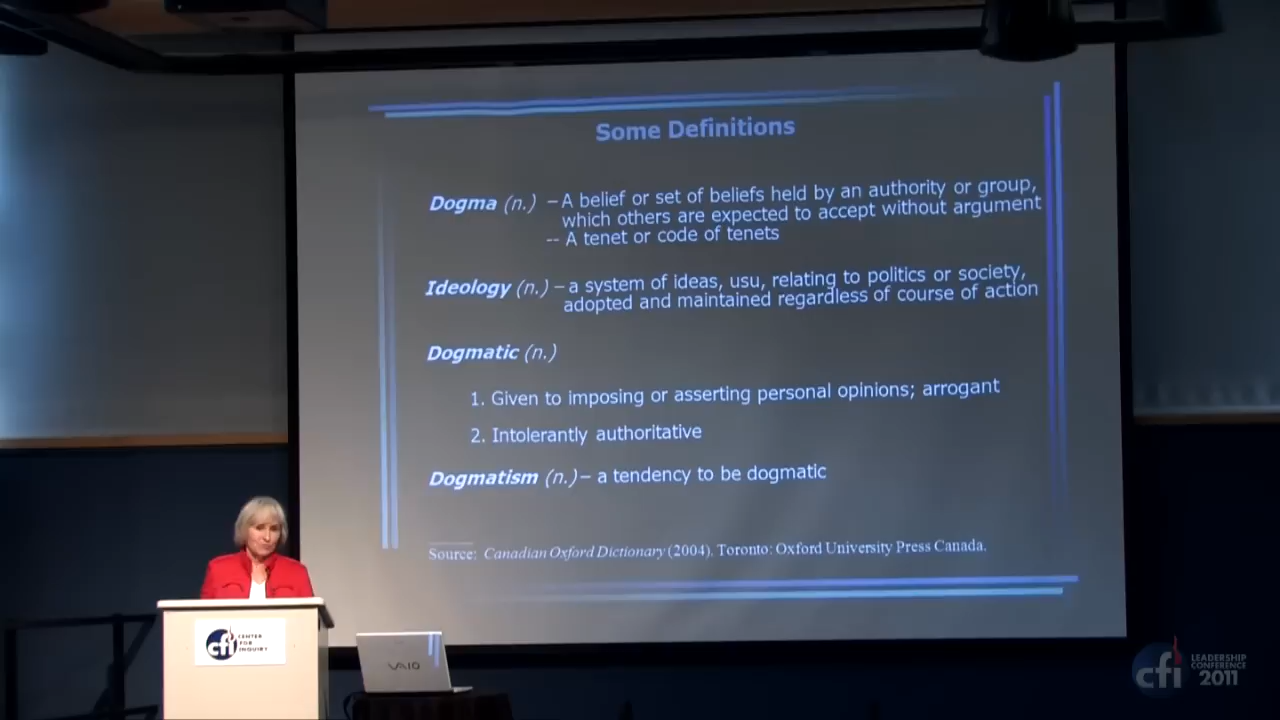 Some Definitions
Dogma (n.) – A belief or set of beliefs held by an authority or group,
which others are expected to accept without argument
-- A tenet or code of tenets
Ideology (n.) – a system of ideas, usu, relating to politics or society,
adopted and maintained regardless of course of action
Dogmatic (n.)
1. Given to imposing or asserting personal opinions; arrogant
2. Intolerantly authoritative
Dogmatism (n.) – a tendency to be dogmatic
Source: Canadian Oxford Dictionary (2004). Toronto: Oxford University Press Canada.
cfi
CENTER
FOR
INQUIRY
VAIO
cfi
LEADERSHIP
CONFERENCE
2011